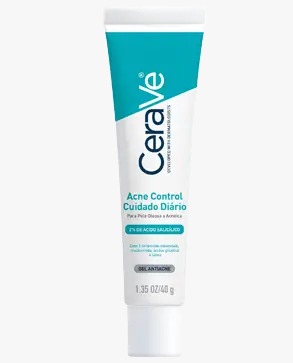 CeraVe®
DEVELOPED WITH DERMATOLOGISTS
Acne Control
Cuidado Diário
Para Pele Oleosa e Acneica
2% DE ÁCIDO SALICÍLICO
GEL ANTIACNE
1.35 OZ/40 g